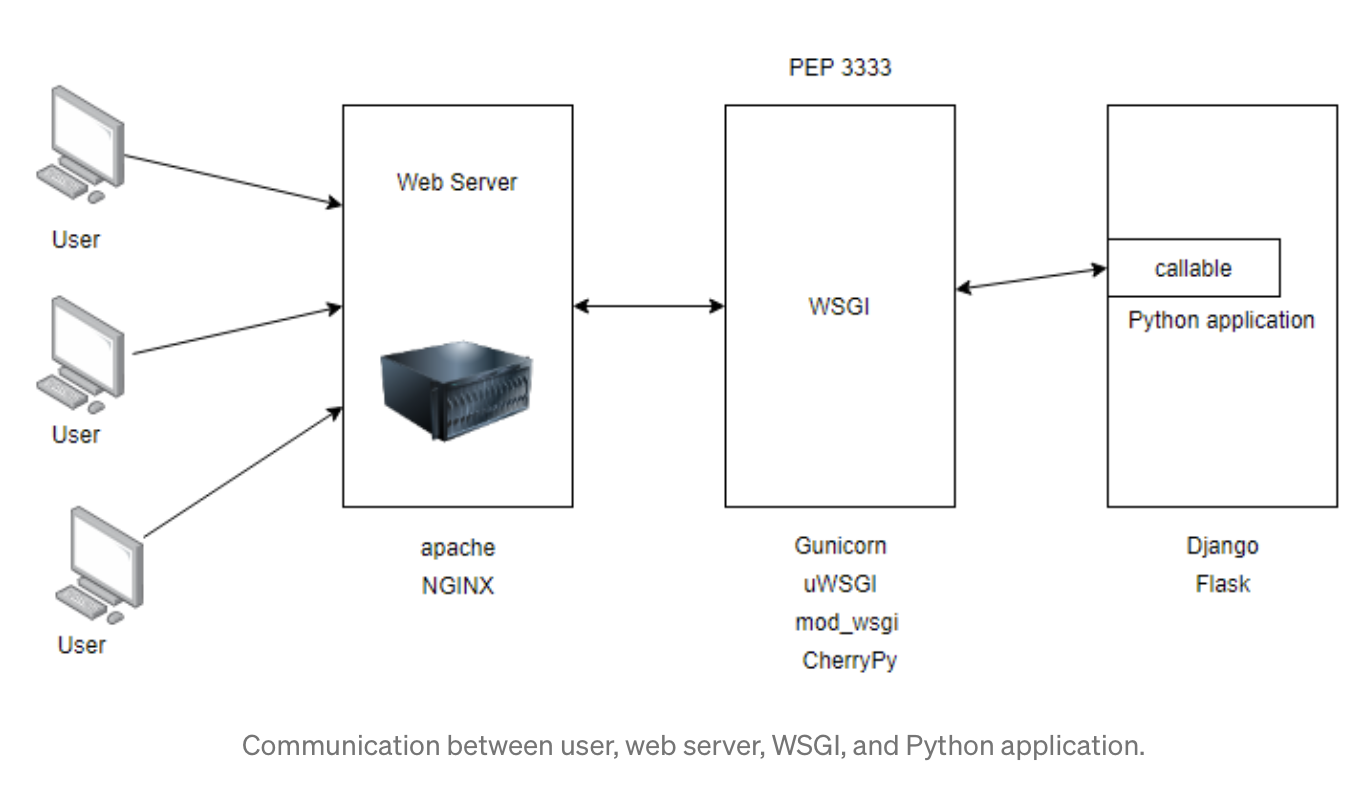 PEP 3333
User
User
User
Web Server
apache
NGINX
WSGI
Gunicorn
uWSGI
mod_wsgi
CherryPy
callable
Python application
Django
Flask
Communication between user, web server, WSGI, and Python application.